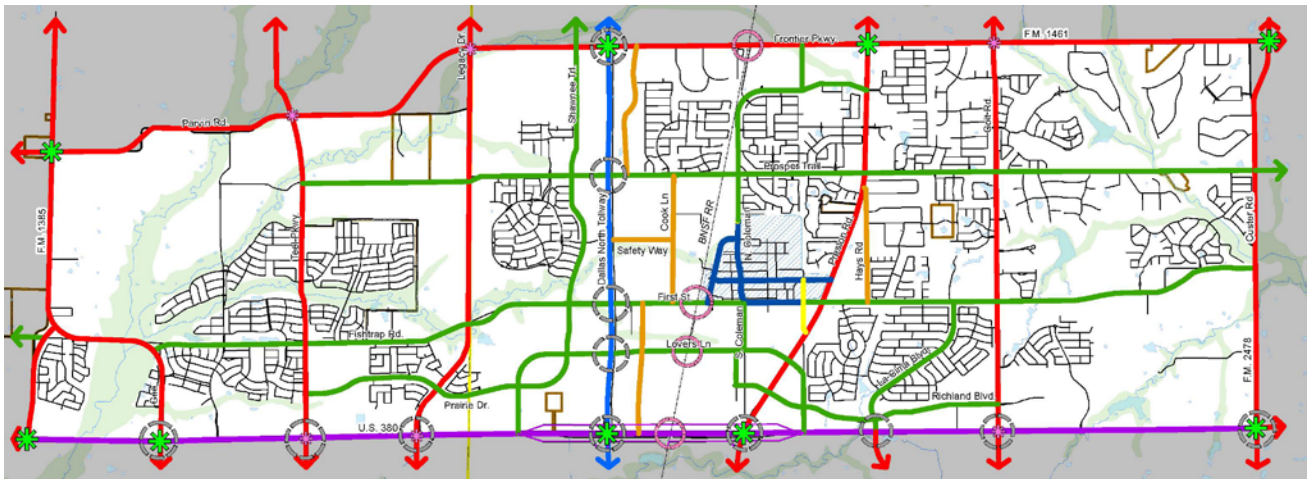 Frontier Pkwy.
F.M. 1461
Legacy Dr.
Shawnee Trl.
Parvin Rd.
Coit Rd.
Prosper Trail
F.M. 1385
Teel Pkwy.
Dallas North Tollway
Cook Ln
BNSF RR
N. Coleman
Preston Rd.
Hays Rd
Custer Rd.
Safety Way
First St.
Fishtrap Rd.
Lovers Ln
S. Coleman
La Cima Blvd.
F.M. 2478
Gee
Prairie Dr.
Richland Blvd.
U.S. 380